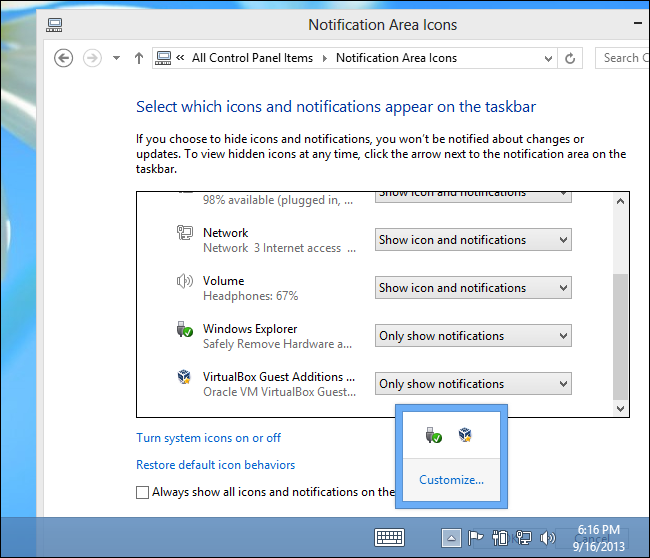 Notification Area Icons
« All Control Panel Items Notification Area Icons
Search C
Select which icons and notifications appear on the taskbar
If you choose to hide icons and notifications, you won't be notified about changes or
updates. To view hidden icons at any time, click the arrow next to the notification area on the
taskbar.
98% available (plugged in, ...
Show icon and notifications
Network
Network 3 Internet access ...
Show icon and notifications
Volume
Headphones: 67%
Show icon and notifications
Windows Explorer
Safely Remove Hardware a...
Only show notifications
VirtualBox Guest Additions ...
Oracle VM VirtualBox Guest...
Only show notifications
Turn system icons on or off
Restore default icon behaviors
Customize...
Always show all icons and notifications on the
Cancel
6:16 PM
9/16/2013